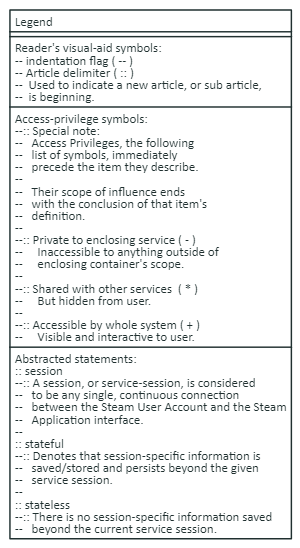 Legend
Reader's visual-aid symbols:
-- indentation flag ( -- )
-- Article delimiter ( :: )
-- Used to indicate a new article, or sub article,
-- is beginning.
Access-privilege symbols:
--:: Special note:
-- Access Privileges, the following
-- list of symbols, immediately
-- precede the item they describe.
--
-- Their scope of influence ends
-- with the conclusion of that item's
-- definition.
--
--:: Private to enclosing service ( - )
-- Inaccessible to anything outside of
-- enclosing container's scope.
--
--:: Shared with other services ( * )
-- But hidden from user.
--
--:: Accessible by whole system ( + )
-- Visible and interactive to user.
Abstracted statements:
:: session
--:: A session, or service-session, is considered
-- to be any single, continuous connection
-- between the Steam User Account and the Steam
-- Application interface.
--
:: stateful
--:: Denotes that session-specific information is
-- saved/stored and persists beyond the given
-- service session.
--
:: stateless
--:: There is no session-specific information saved
-- beyond the current service session.